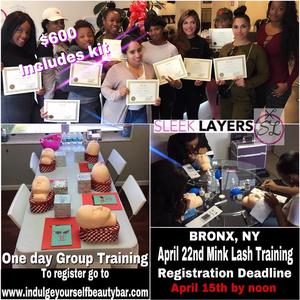 $600
includes kit
SLEEK LAYERS
SL
One day Group Training
To register go to
www.indulgeyourselfbeautybar.com
BRONX, NY
April 22nd Mink Lash Training
Registration Deadline
April 15th by noon